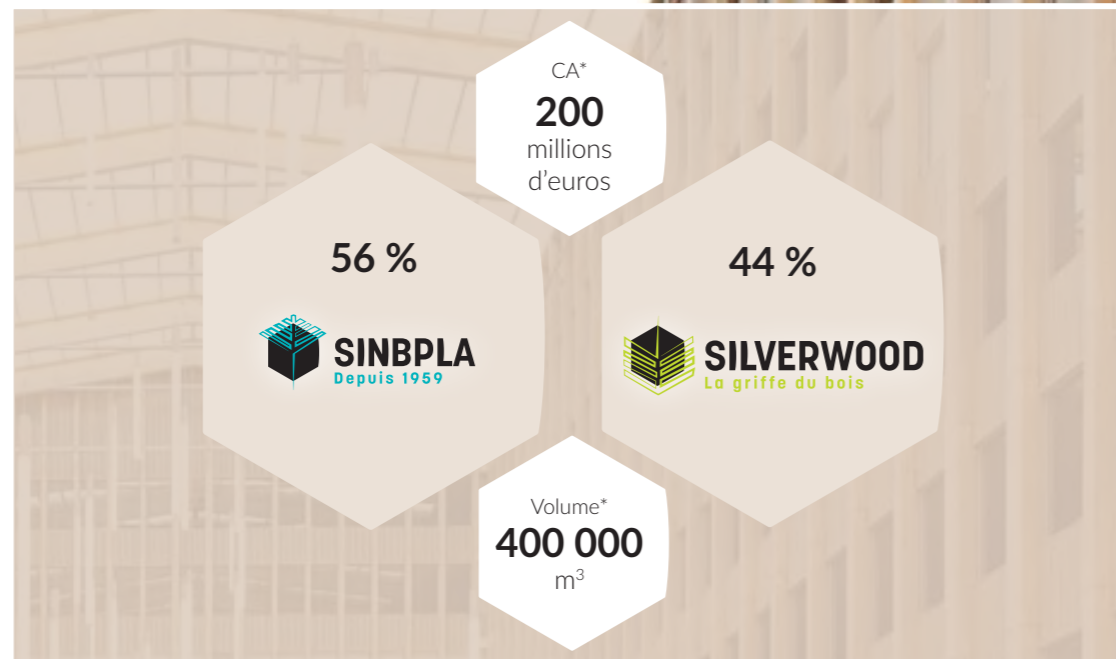 CA*
200
millions
d’euros
56 %
SINBPLA
Depuis 1959
44 %
SILVERWOOD
La griffe du bois
Volume*
400 000
m³